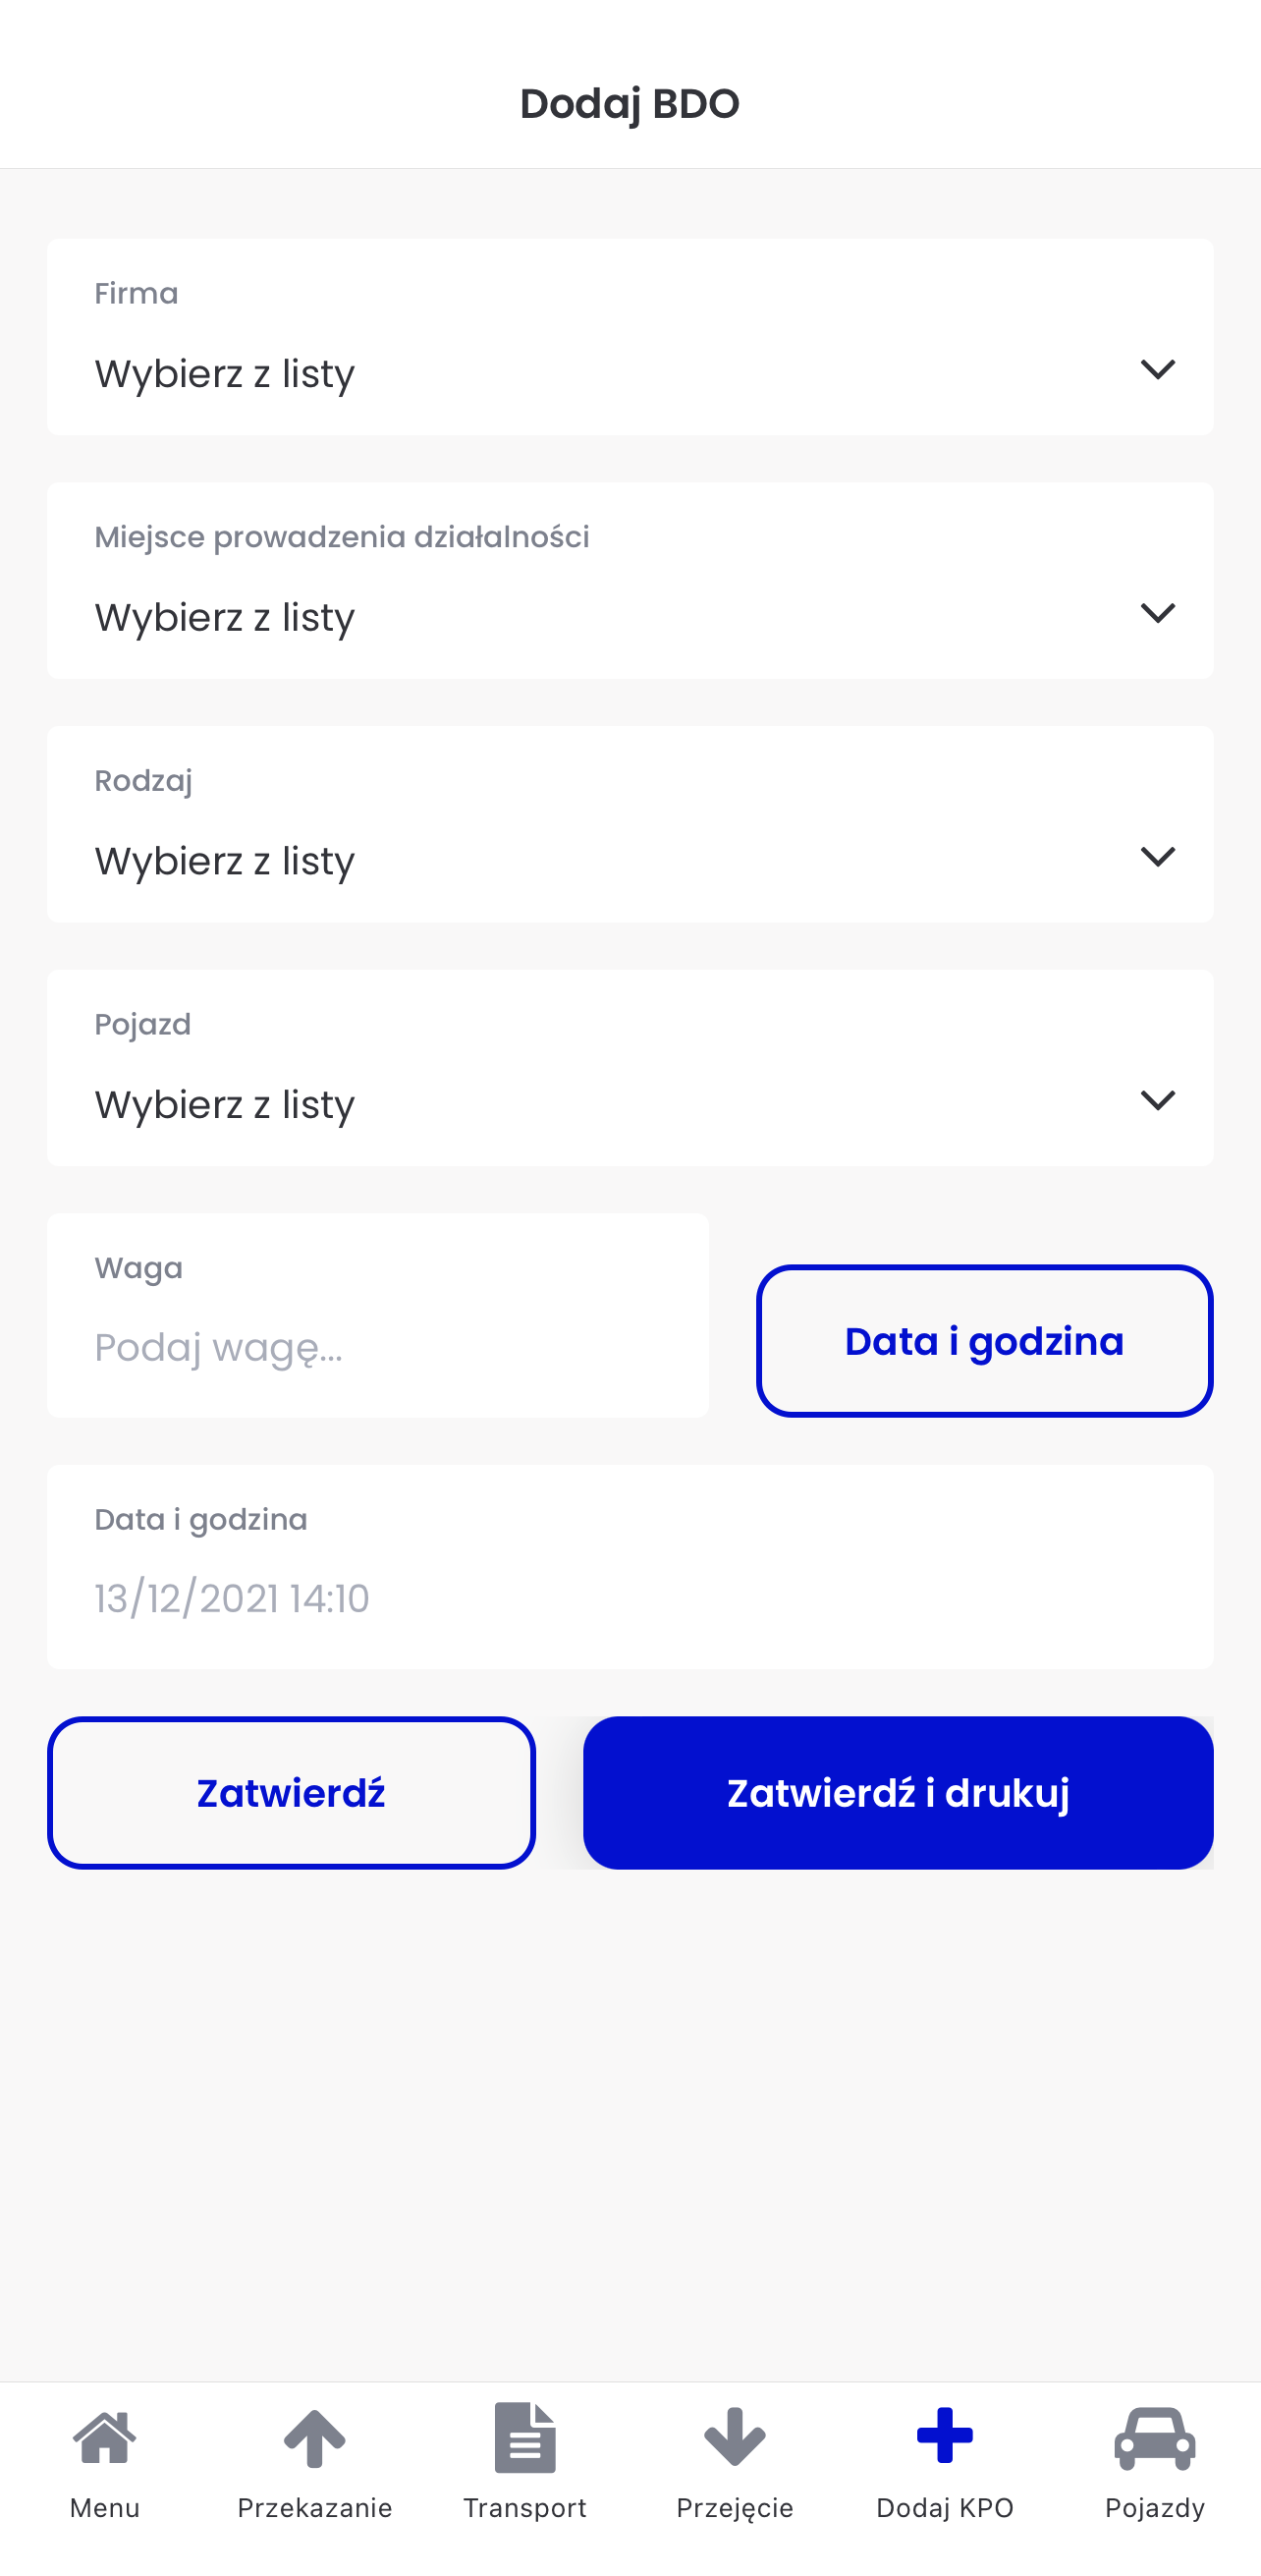 Dodaj BDO
Firma
Wybierz z listy
Miejsce prowadzenia działalności
Wybierz z listy
Rodzaj
Wybierz z listy
Pojazd
Wybierz z listy
Waga
Podaj wagę...
Data i godzina
Data i godzina
13/12/2021 14:10
Zatwierdź
Zatwierdź i drukuj
Menu
Przekazanie
Transport
Przejęcie
Dodaj KPO
Pojazdy